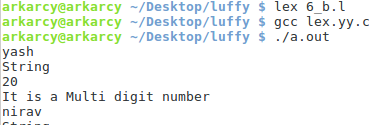 arkarcy@arkarcy ~/Desktop/luffy $ lex 6_b.l
arkarcy@arkarcy ~/Desktop/luffy $ gcc lex.yy.c
arkarcy@arkarcy ~/Desktop/luffy $ ./a.out
yash
String
20
It is a Multi digit number
nirav